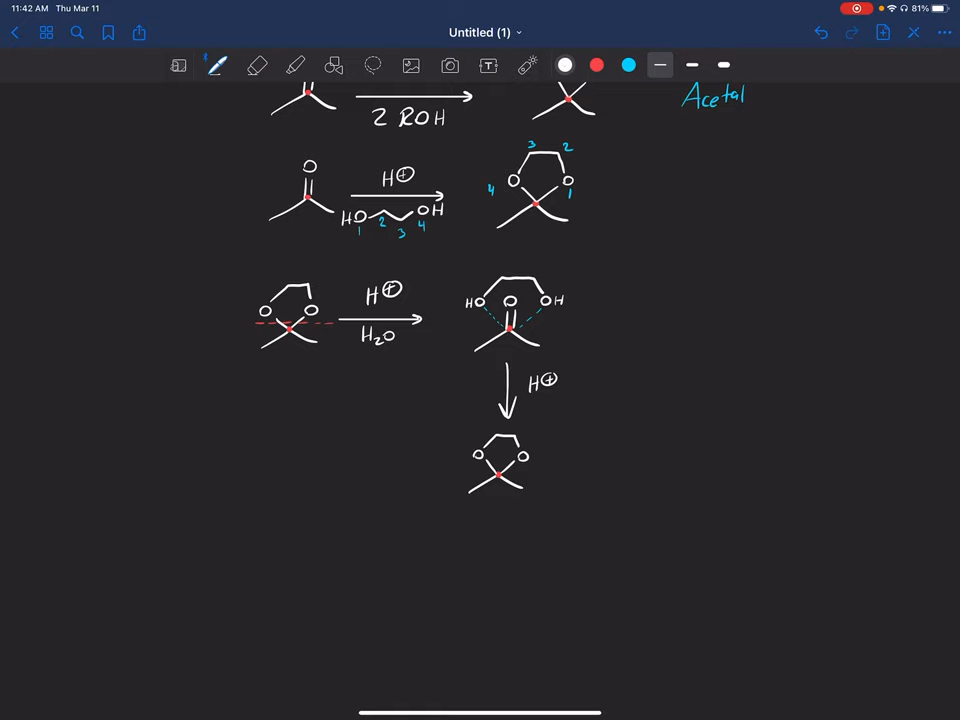 11:42 AM Thu Mar 11
81%
Untitled (1)
2 ROH
Acetal
O
H⊕
HO OH
1 2 3 4
3 2
O O
4 1
O O
H⊕
H2O
HO O OH
H⊕
O O